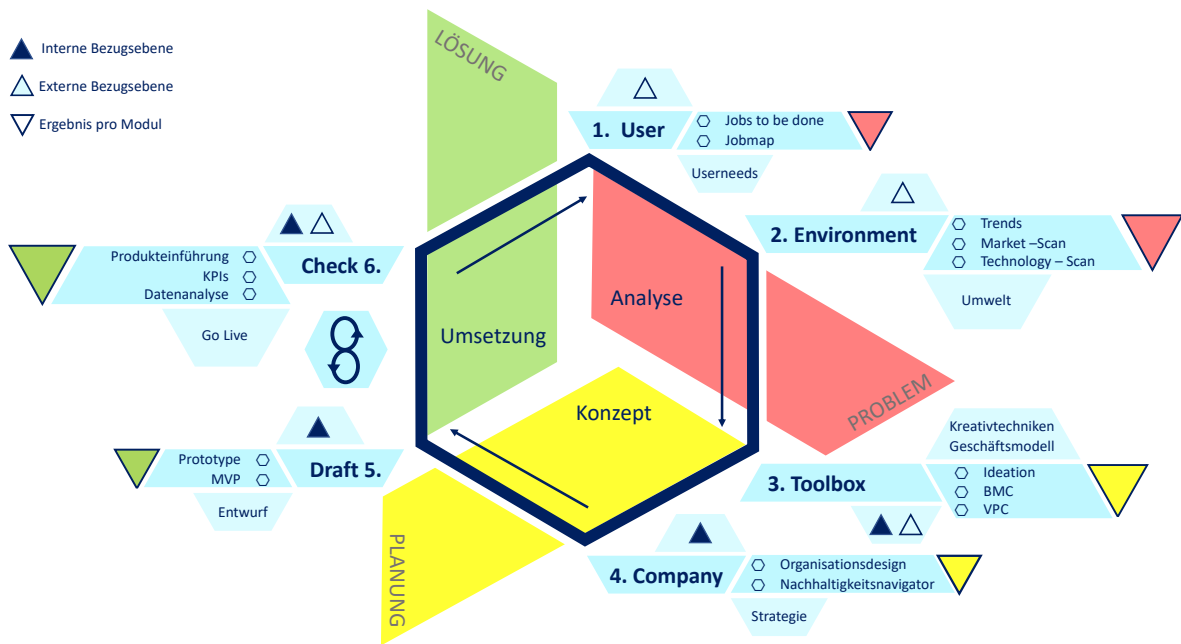 Interne Bezugsebene
Externe Bezugsebene
Ergebnis pro Modul
LÖSUNG
1. User
Jobs to be done
Jobmap
Userneeds
2. Environment
Trends
Market –Scan
Technology – Scan
Umwelt
Produkteinführung
KPIs
Datenanalyse
Check 6.
Go Live
Umsetzung
Analyse
Konzept
PROBLEM
Kreativtechniken
Geschäftsmodell
3. Toolbox
Ideation
BMC
VPC
Prototype
MVP
Draft 5.
Entwurf
PLANUNG
4. Company
Organisationsdesign
Nachhaltigkeitsnavigator
Strategie